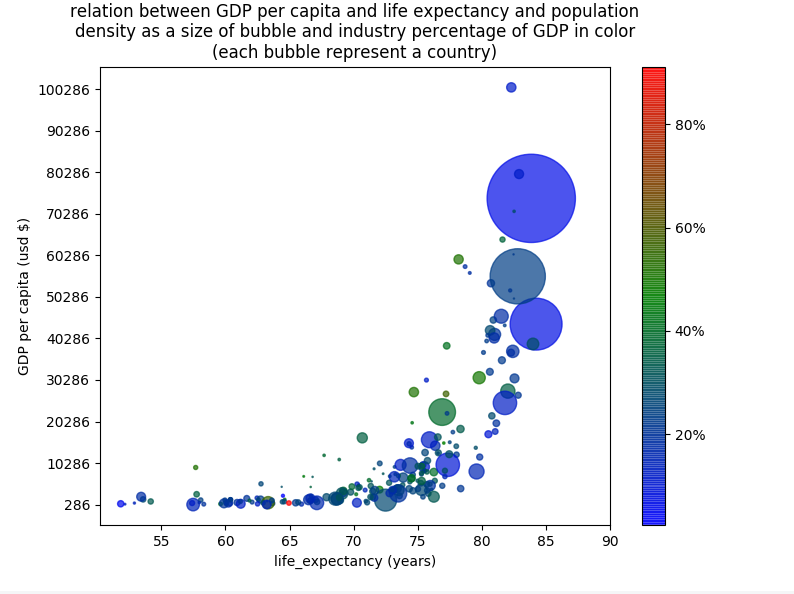 relation between GDP per capita and life expectancy and population
density as a size of bubble and industry percentage of GDP in color
(each bubble represent a country)
100286
90286
80286
70286
60286
50286
40286
30286
20286
10286
286
GDP per capita (usd $)
55 60 65 70 75 80 85 90
life_expectancy (years)
80%
60%
40%
20%